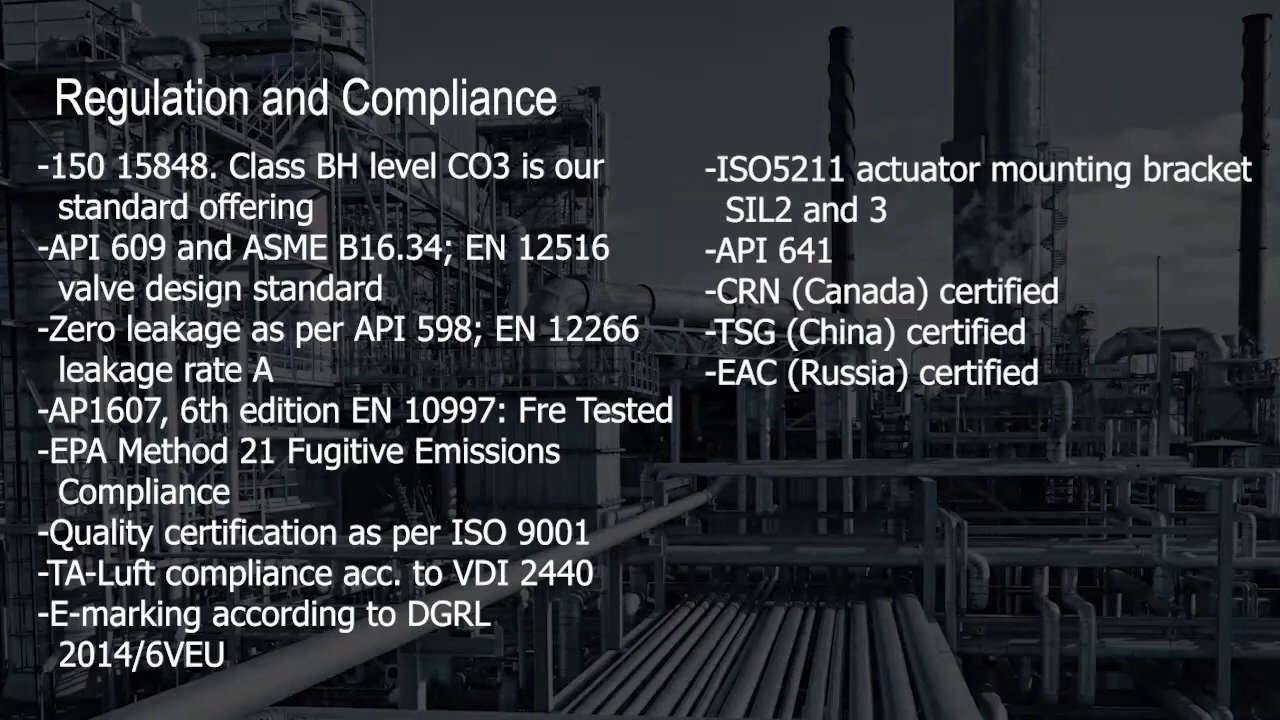 Regulation and Compliance
-150 15848. Class BH level CO3 is our
standard offering
-API 609 and ASME B16.34; EN 12516
valve design standard
-Zero leakage as per API 598; EN 12266
leakage rate A
-AP1607, 6th edition EN 10997: Fre Tested
-EPA Method 21 Fugitive Emissions
Compliance
-Quality certification as per ISO 9001
-TA-Luft compliance acc. to VDI 2440
-E-marking according to DGRL
2014/6VEU
-ISO5211 actuator mounting bracket
SIL2 and 3
-API 641
-CRN (Canada) certified
-TSG (China) certified
-EAC (Russia) certified